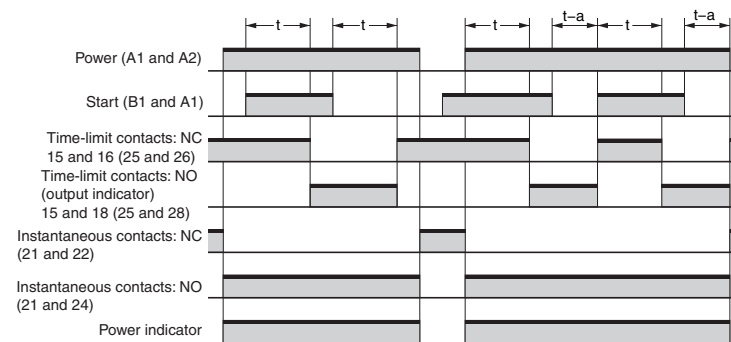 t t t t–a t t–a
Power (A1 and A2)
Start (B1 and A1)
Time-limit contacts: NC
15 and 16 (25 and 26)
Time-limit contacts: NO
(output indicator)
15 and 18 (25 and 28)
Instantaneous contacts: NC
(21 and 22)
Instantaneous contacts: NO
(21 and 24)
Power indicator